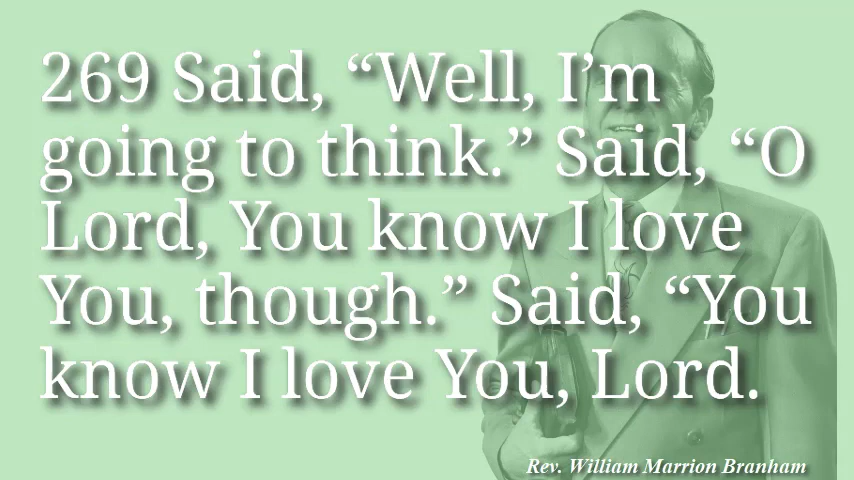 269 Said, “Well, I’m
going to think.” Said, “O
Lord, You know I love
You, though.” Said, “You
know I love You, Lord.
Rev. William Marrion Branham